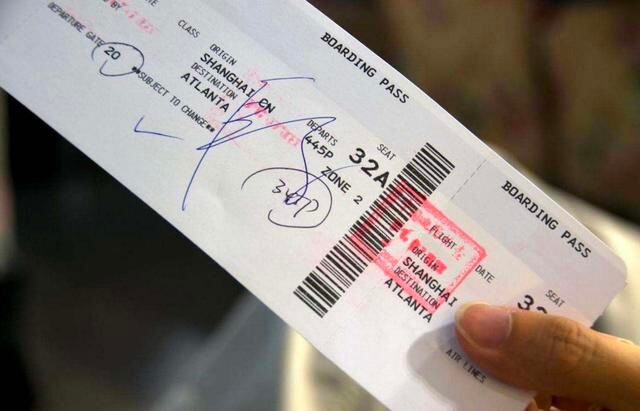 BOARDING PASS
CLASS
ORIGIN
SHANGHAI CN
DESTINATION
ATLANTA
DEPARTURE GATE 20
**SUBJECT TO CHANGE**
DEPARTS
445P
ZONE 2
SEAT
32A
BOARDING PASS
FLIGHT
DATE
ORIGIN
SHANGHAI
DESTINATION
ATLANTA
SEAT
AIR LINES